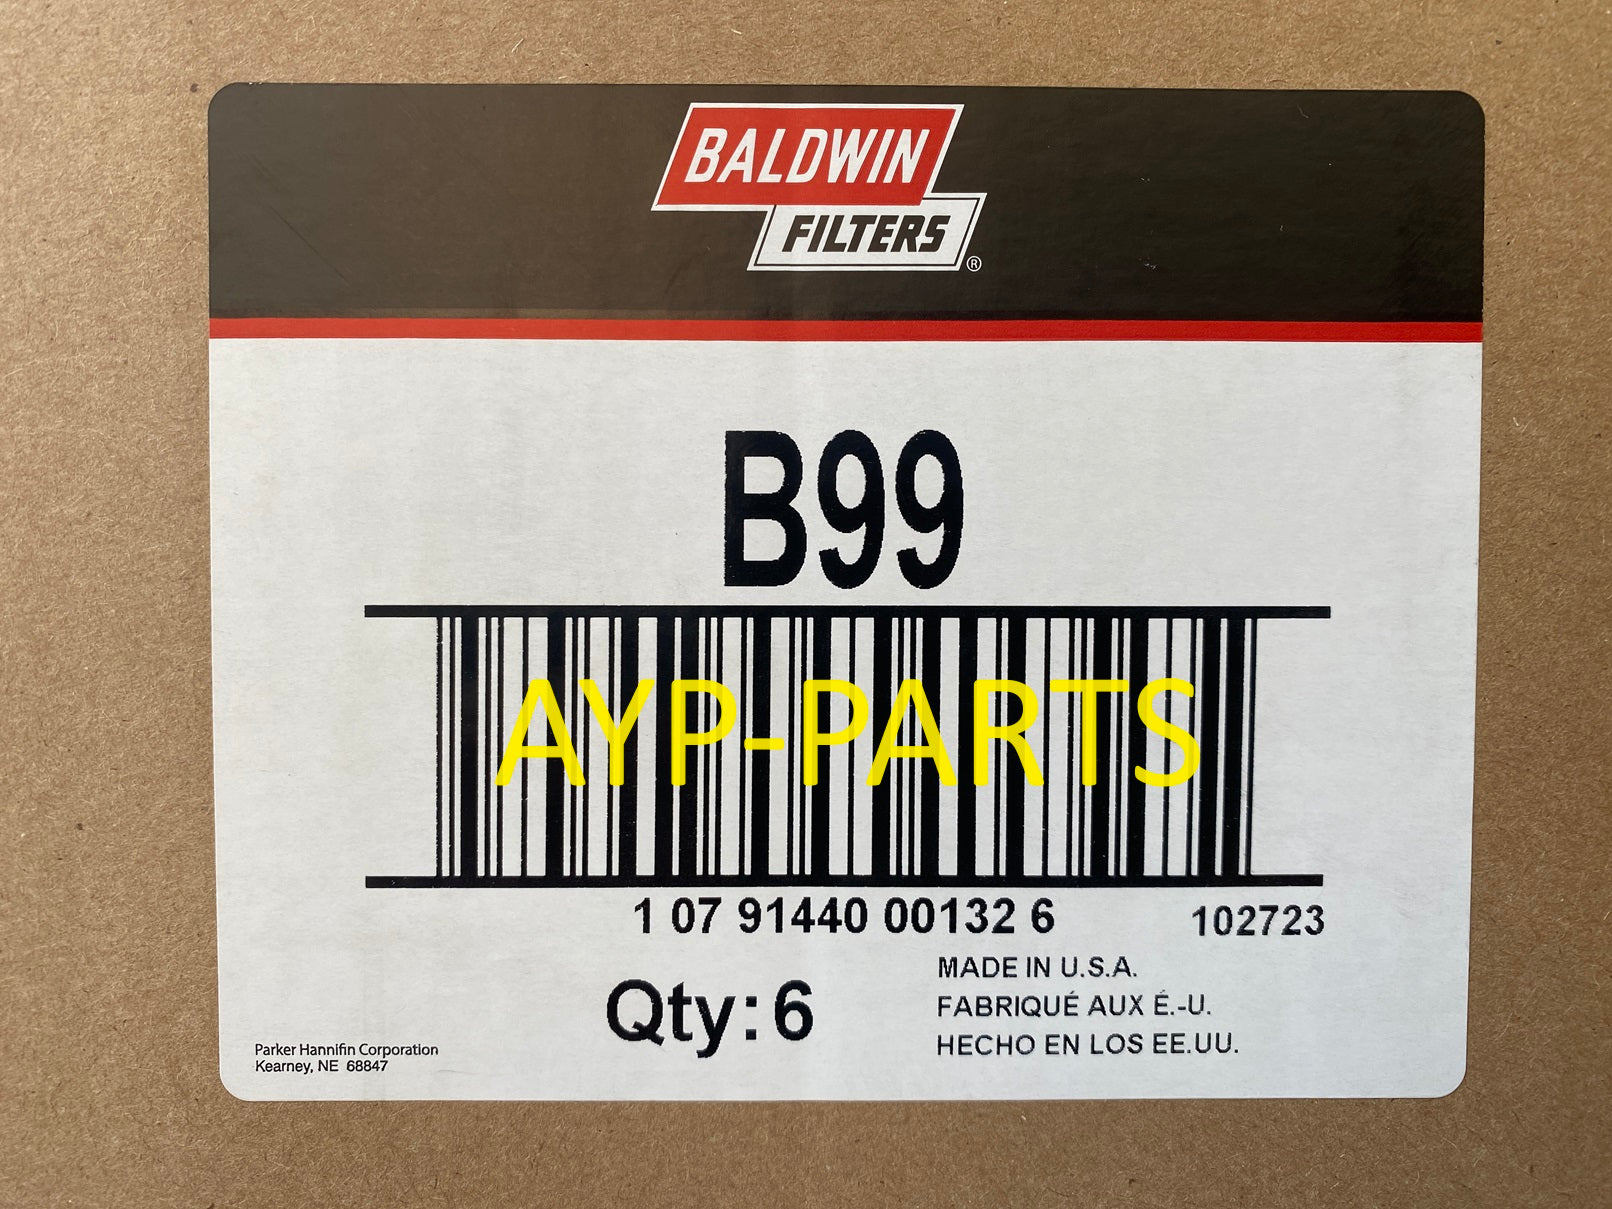 BALDWIN
FILTERS ®
B99
AYP-PARTS
1 07 91440 00132 6
102723
Qty: 6
MADE IN U.S.A.
FABRIQUÉ AUX É.-U.
HECHO EN LOS EE.UU.
Parker Hannifin Corporation
Kearney, NE 68847